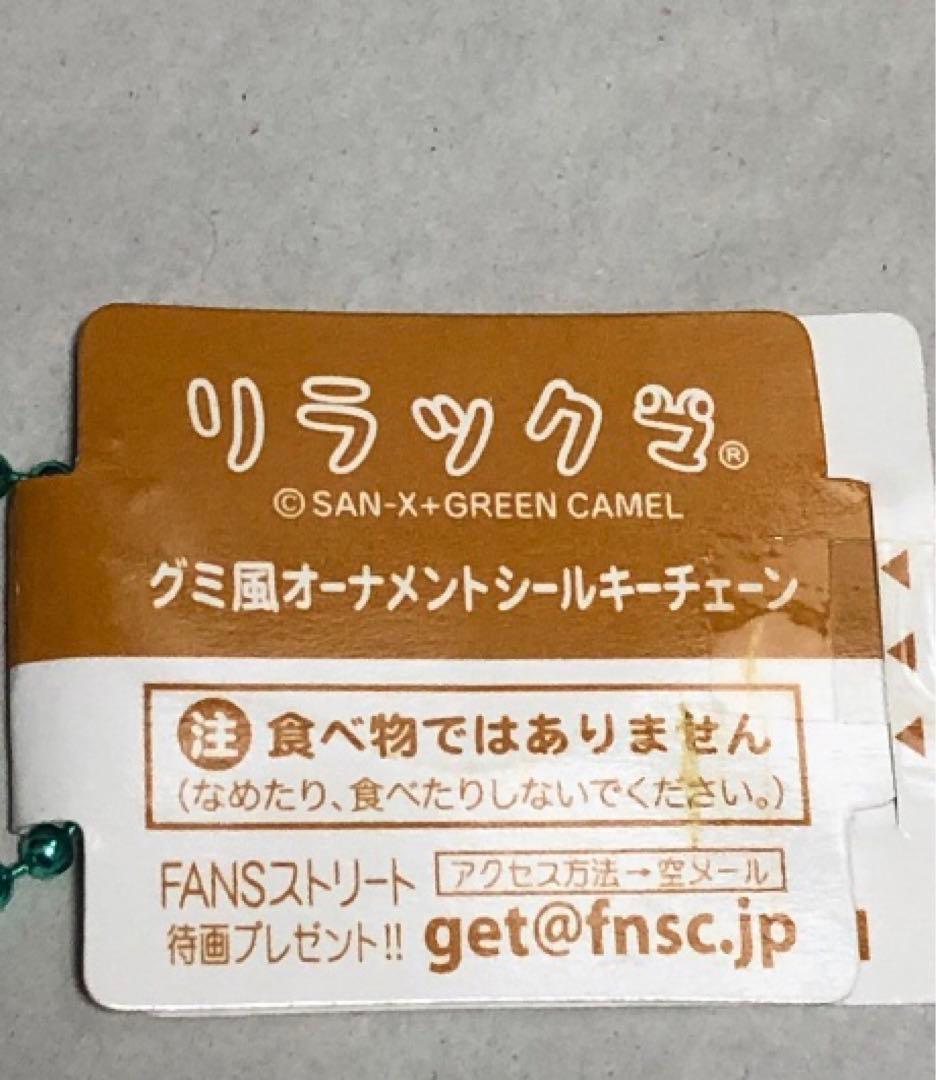 リラックマ®
©SAN-X+GREEN CAMEL
グミ風オーナメントシールキーチェーン
注 食べ物ではありません
(なめたり、食べたりしないでください。)
FANSストリート
アクセス方法→空メール
待画プレゼント!!
get@fnsc.jp